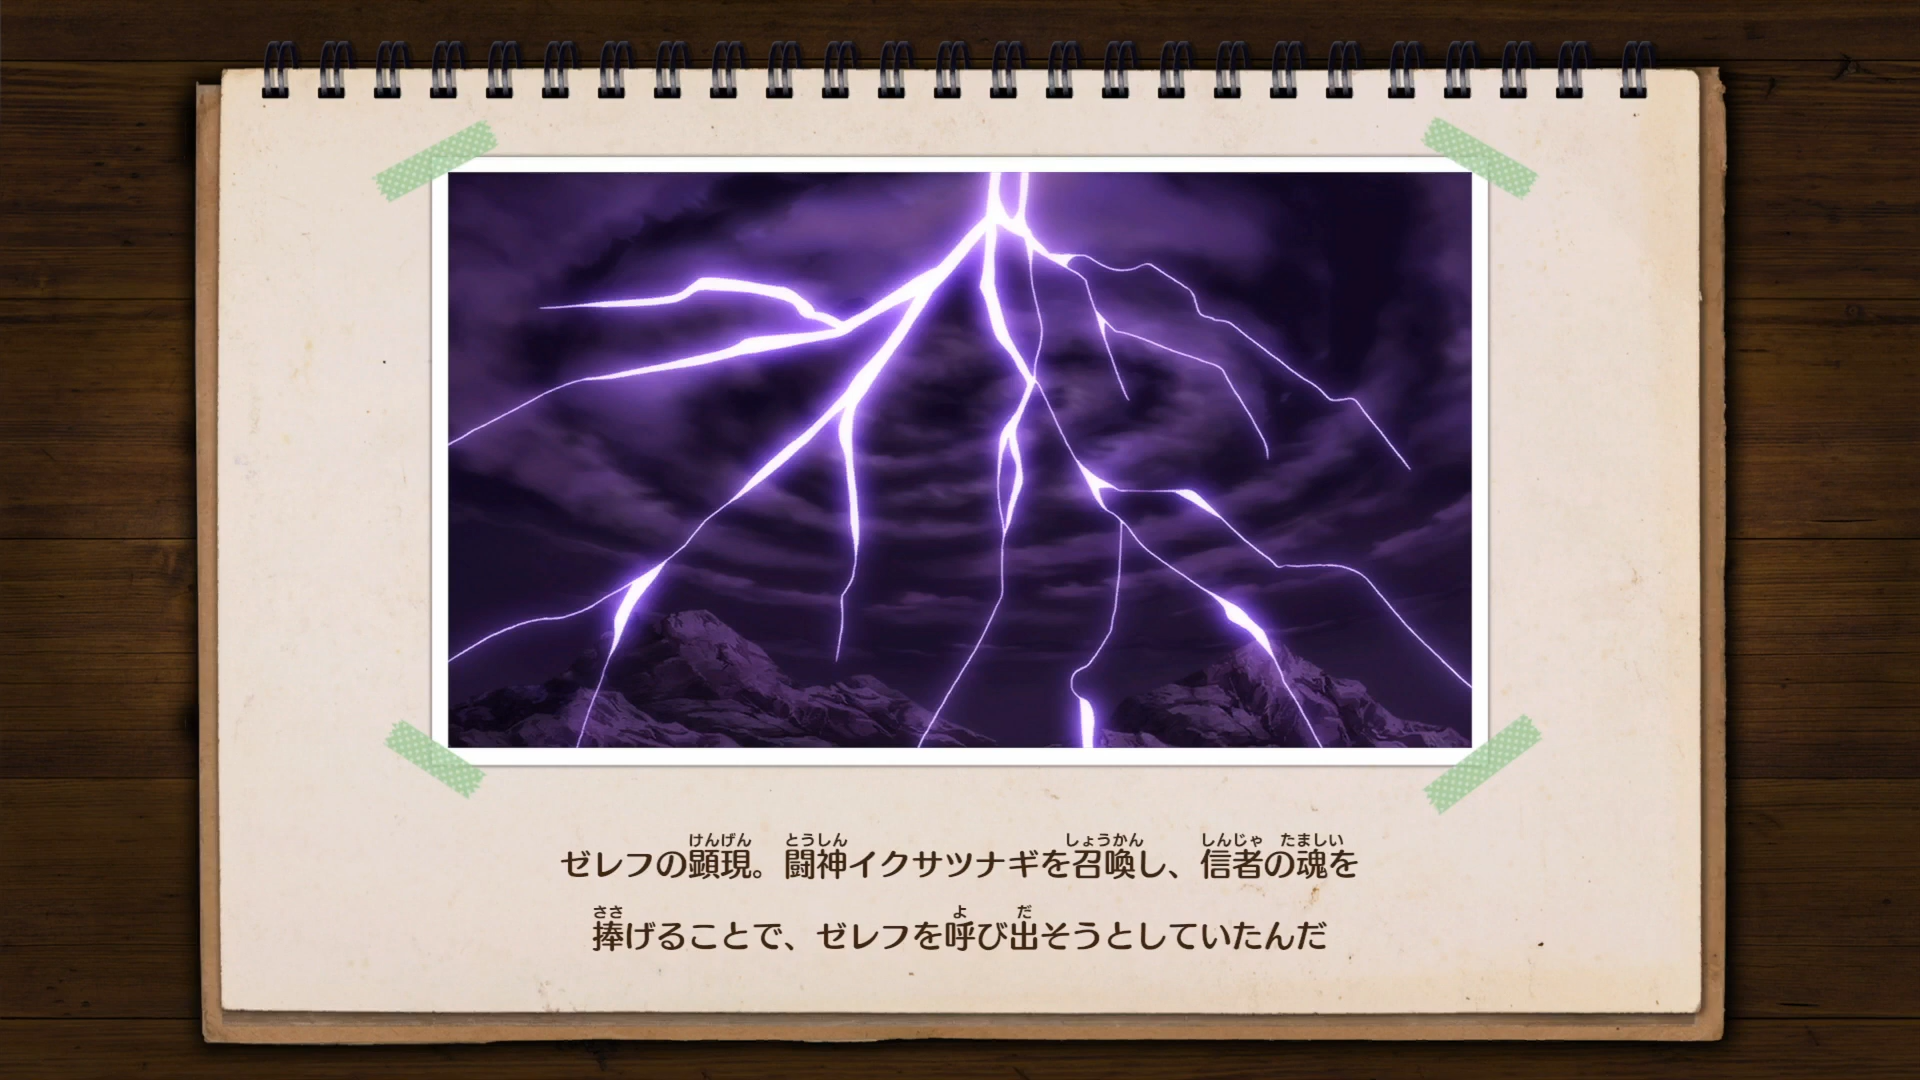 ゼレフの顕現。闘神イクサツナギを召喚し、信者の魂を
捧げることで、ゼレフを呼び出そうとしていたんだ